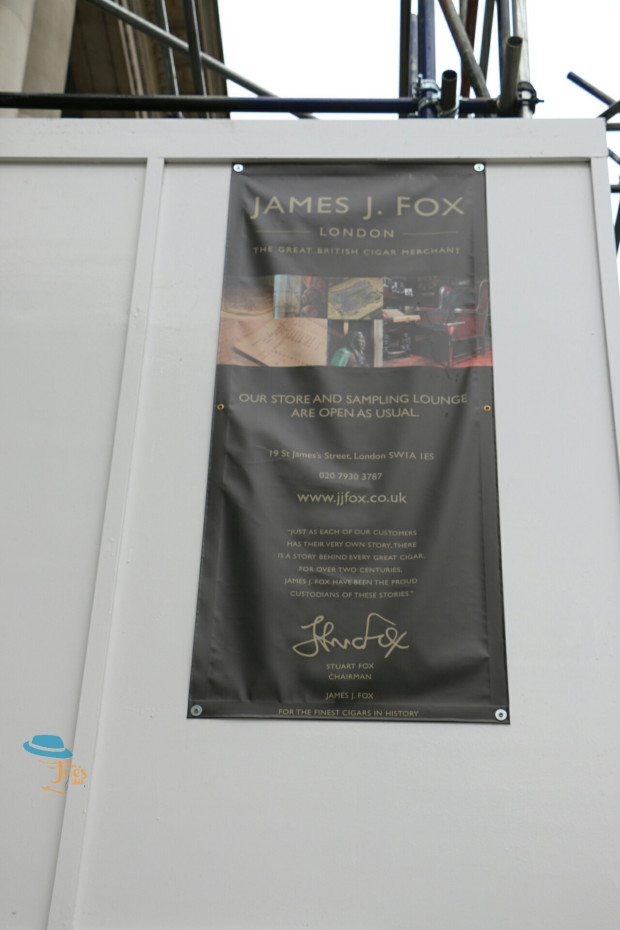 JAMES J. FOX
LONDON
THE GREAT BRITISH CIGAR MERCHANT
OUR STORE AND SAMPLING LOUNGE
ARE OPEN AS USUAL.
19 St James's Street, London SW1A 1ES
020 7930 3787
www.jjfox.co.uk
"JUST AS EACH OF OUR CUSTOMERS
HAS THEIR VERY OWN STORY, THERE
IS A STORY BEHIND EVERY GREAT CIGAR.
FOR OVER TWO CENTURIES,
JAMES J. FOX HAVE BEEN THE PROUD
CUSTODIANS OF THESE STORIES."
STUART FOX
CHAIRMAN
JAMES J. FOX
FOR THE FINEST CIGARS IN HISTORY